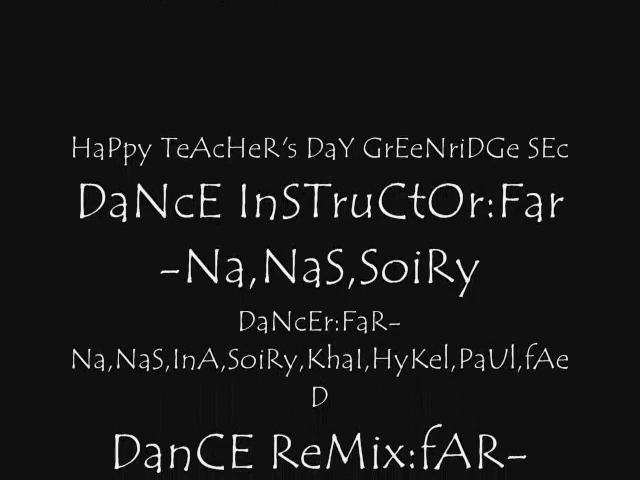 HaPpy TeAcHeR's DaY GrEeNriDGe SEc
DaNcE InSTruCtOr:Far
-Na,NaS,SoiRy
DaNcEr:FaR-
Na,NaS,InA,SoiRy,KhaI,HyKel,PaUl,fAe
D
DanCE ReMix:fAR-